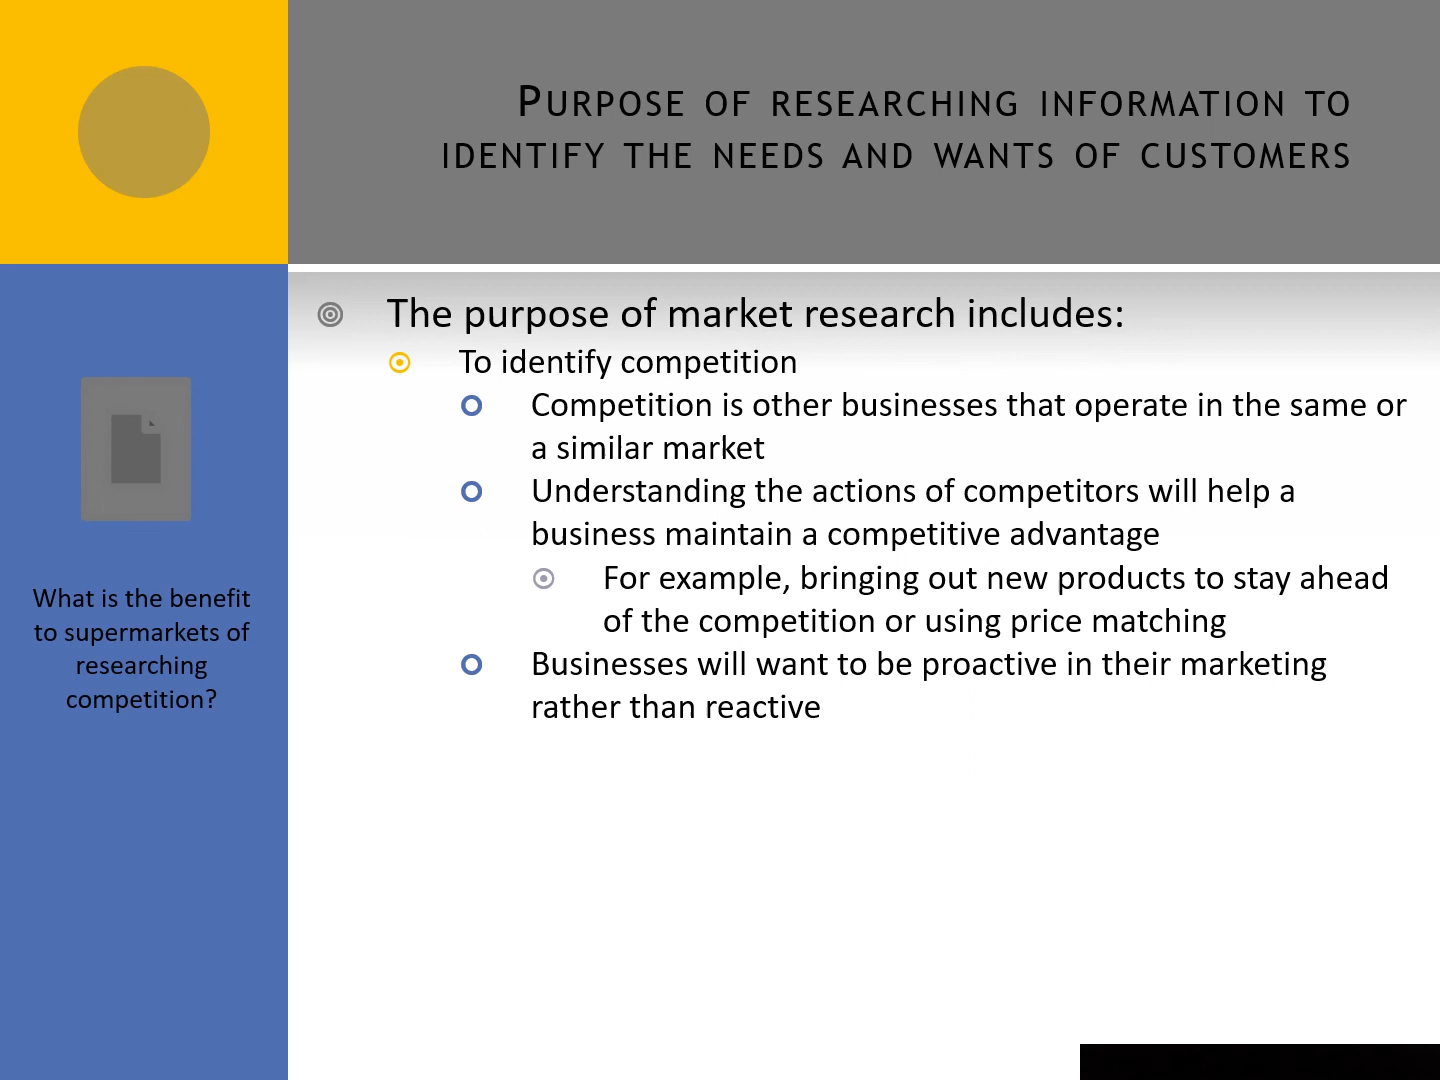 Purpose of researching information to
identify the needs and wants of customers
The purpose of market research includes:
To identify competition
Competition is other businesses that operate in the same or
a similar market
Understanding the actions of competitors will help a
business maintain a competitive advantage
For example, bringing out new products to stay ahead
of the competition or using price matching
Businesses will want to be proactive in their marketing
rather than reactive
What is the benefit
to supermarkets of
researching
competition?